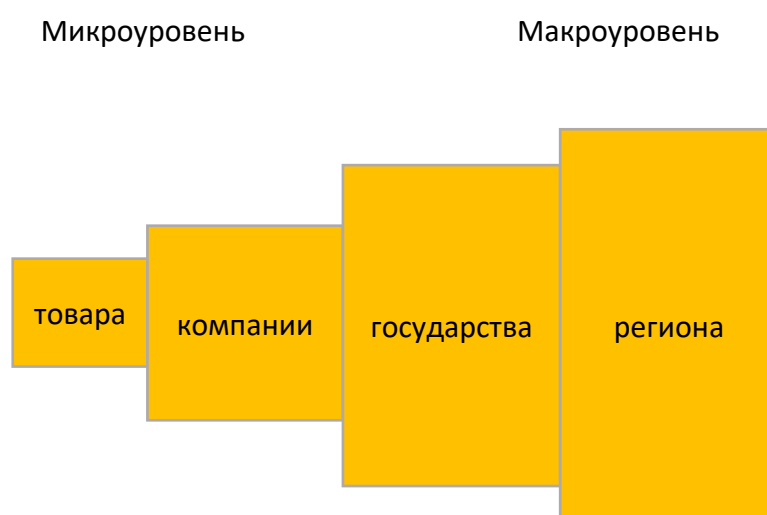 Микроуровень
Макроуровень
товара
компании
государства
региона